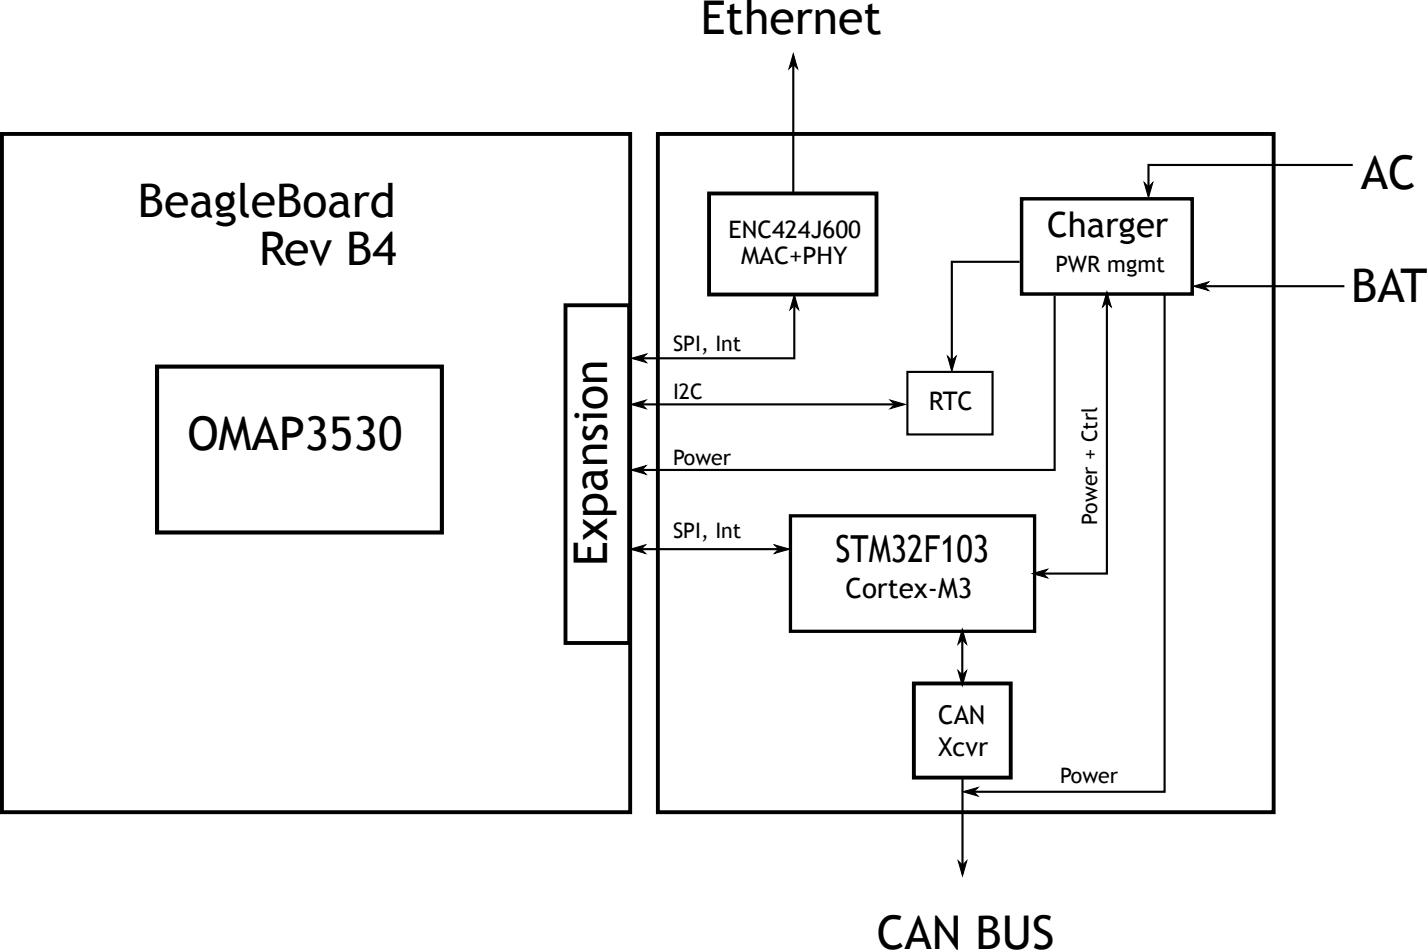 Ethernet
BeagleBoard
Rev B4
OMAP3530
Expansion
ENC424J600
MAC+PHY
Charger
PWR mgmt
AC
BAT
SPI, Int
I2C
RTC
Power
Power + Ctrl
SPI, Int
STM32F103
Cortex-M3
CAN
Xcvr
Power
CAN BUS